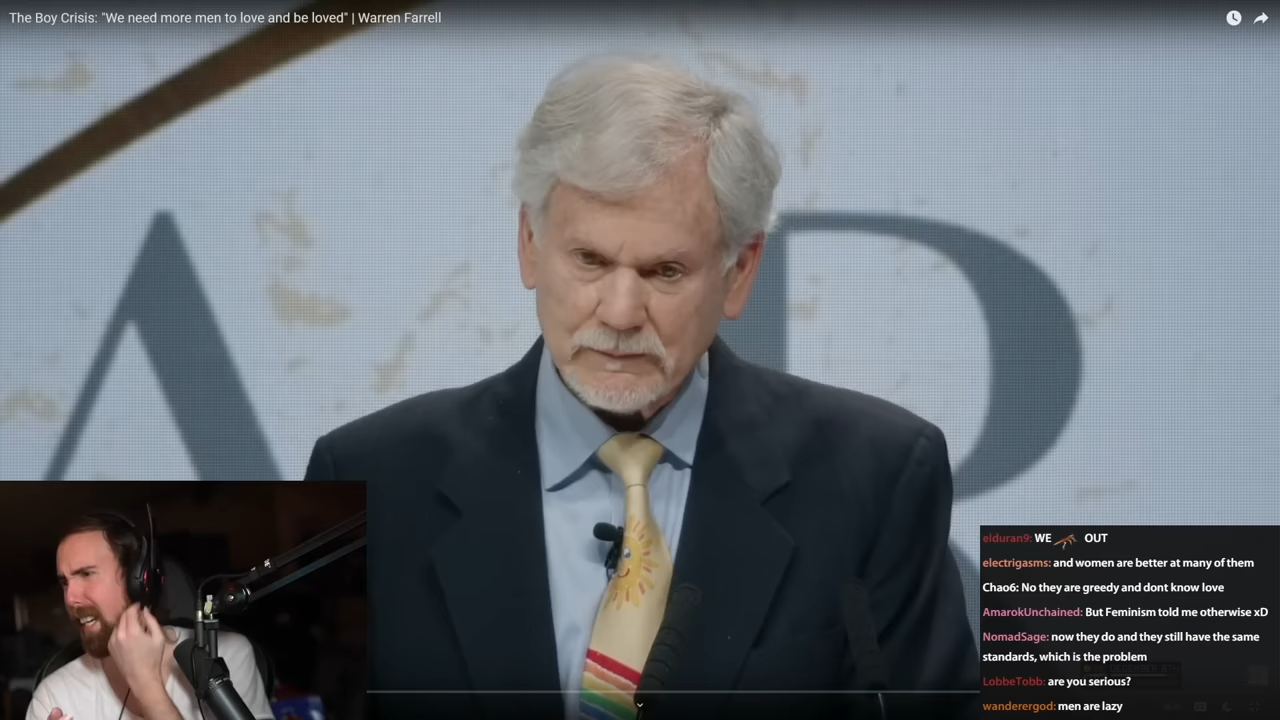 The Boy Crisis: "We need more men to love and be loved" | Warren Farrell
A R
elduran9: WE OUT
electrigasms: and women are better at many of them
Chao6: No they are greedy and dont know love
AmarokUnchained: But Feminism told me otherwise xD
NomadSage: now they do and they still have the same
standards, which is the problem
LobbeTobb: are you serious?
wanderergod: men are lazy